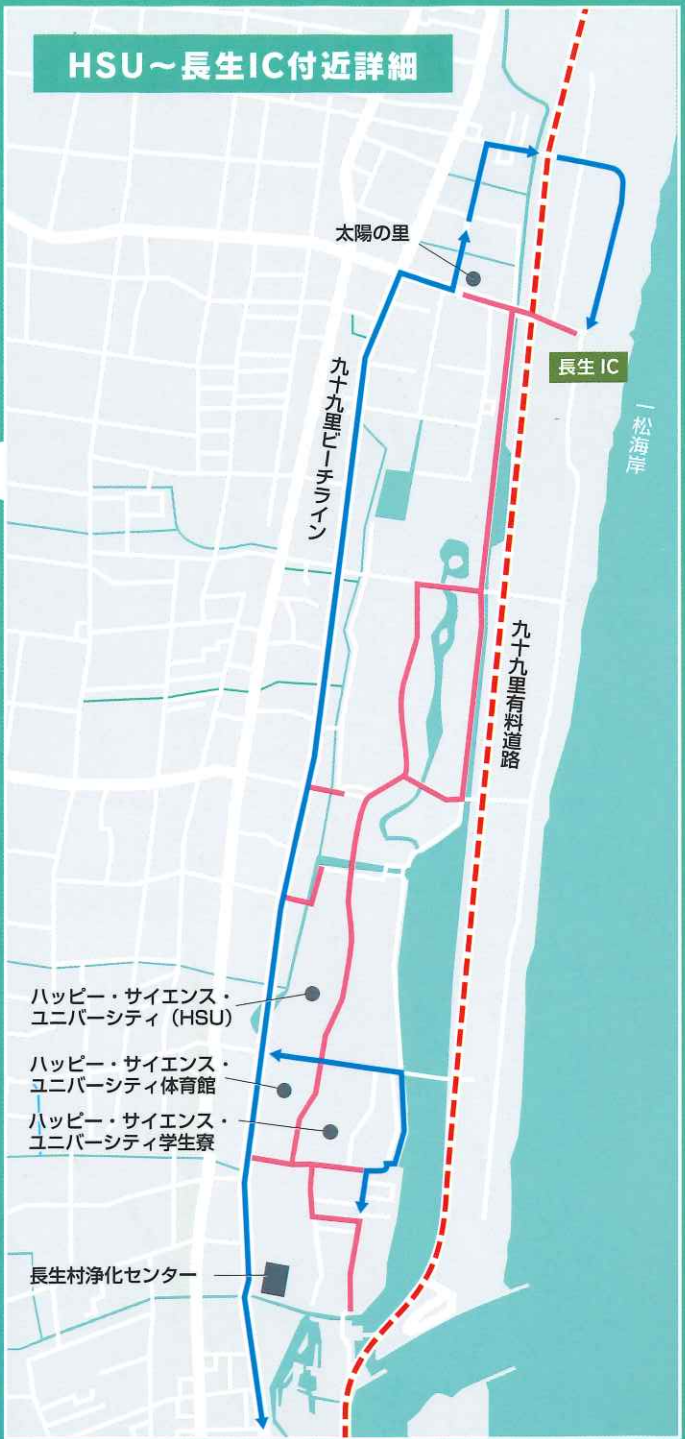 HSU～長生IC付近詳細
太陽の里
長生 IC
一松海岸
九十九里ビーチライン
九十九里有料道路
ハッピー・サイエンス・
ユニバーシティ（HSU）
ハッピー・サイエンス・
ユニバーシティ体育館
ハッピー・サイエンス・
ユニバーシティ学生寮
長生村浄化センター